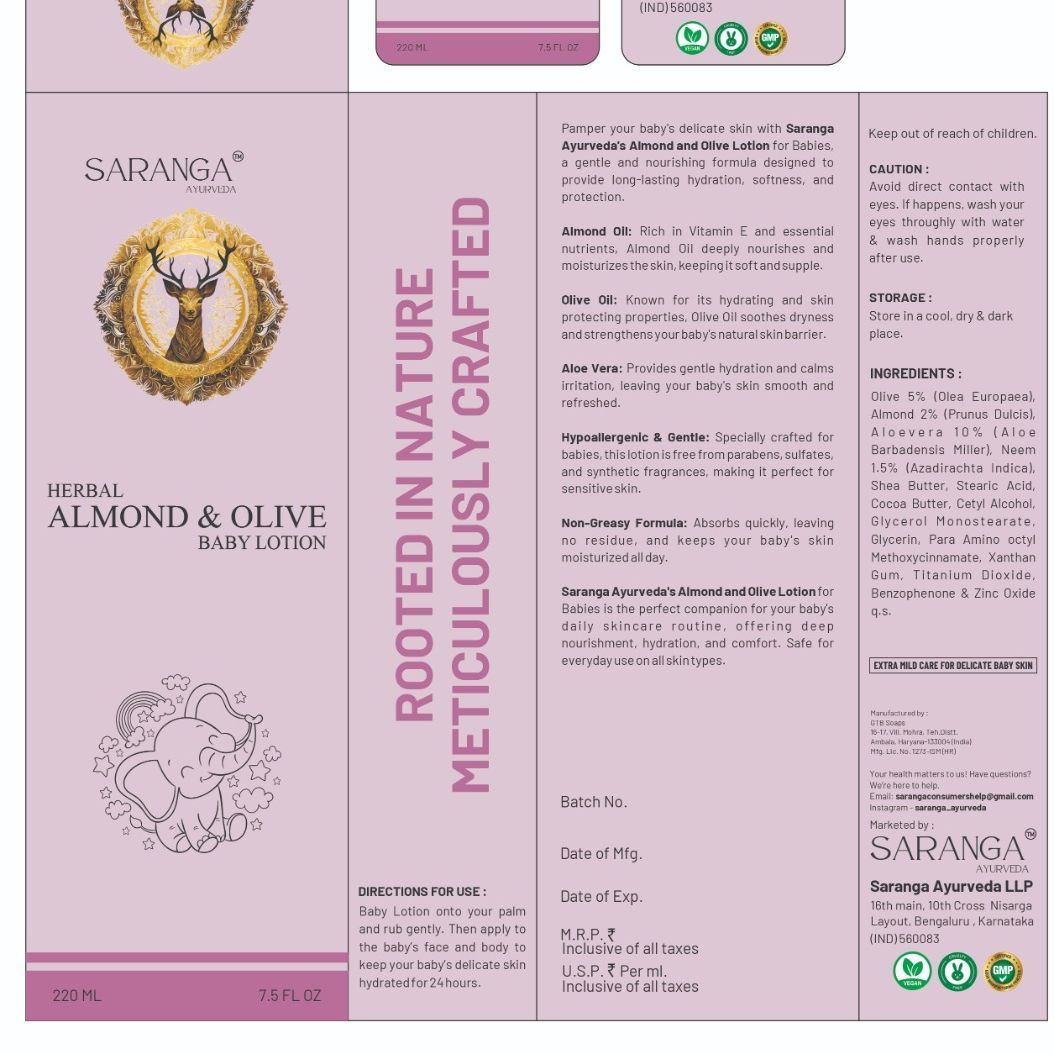 220 ML
7.5 FL OZ
(IND) 560083
VEGAN
GMP
SARANGA™
AYURVEDA
HERBAL
ALMOND & OLIVE
BABY LOTION
220 ML
7.5 FL OZ
ROOTED IN NATURE
METICULOUSLY CRAFTED
DIRECTIONS FOR USE :
Baby Lotion onto your palm
and rub gently. Then apply to
the baby's face and body to
keep your baby's delicate skin
hydrated for 24 hours.
Pamper your baby's delicate skin with Saranga
Ayurveda's Almond and Olive Lotion for Babies,
a gentle and nourishing formula designed to
provide long-lasting hydration, softness, and
protection.
Almond Oil: Rich in Vitamin E and essential
nutrients, Almond Oil deeply nourishes and
moisturizes the skin, keeping it soft and supple.
Olive Oil: Known for its hydrating and skin
protecting properties, Olive Oil soothes dryness
and strengthens your baby's natural skin barrier.
Aloe Vera: Provides gentle hydration and calms
irritation, leaving your baby's skin smooth and
refreshed.
Hypoallergenic & Gentle: Specially crafted for
babies, this lotion is free from parabens, sulfates,
and synthetic fragrances, making it perfect for
sensitive skin.
Non-Greasy Formula: Absorbs quickly, leaving
no residue, and keeps your baby's skin
moisturized all day.
Saranga Ayurveda's Almond and Olive Lotion for
Babies is the perfect companion for your baby's
daily skincare routine, offering deep
nourishment, hydration, and comfort. Safe for
everyday use on all skin types.
Batch No.
Date of Mfg.
Date of Exp.
M.R.P. ₹
Inclusive of all taxes
U.S.P. ₹ Per ml.
Inclusive of all taxes
Keep out of reach of children.
CAUTION :
Avoid direct contact with
eyes. If happens, wash your
eyes throughly with water
& wash hands properly
after use.
STORAGE :
Store in a cool, dry & dark
place.
INGREDIENTS :
Olive 5% (Olea Europaea),
Almond 2% (Prunus Dulcis),
Aloevera 10% (Aloe
Barbadensis Miller), Neem
1.5% (Azadirachta Indica),
Shea Butter, Stearic Acid,
Cocoa Butter, Cetyl Alcohol,
Glycerol Monostearate,
Glycerin, Para Amino octyl
Methoxycinnamate, Xanthan
Gum, Titanium Dioxide,
Benzophenone & Zinc Oxide
q.s.
EXTRA MILD CARE FOR DELICATE BABY SKIN
Manufactured by :
GTB Soaps
16-17, Vill. Mohra, Teh.Distt.
Ambala, Haryana-133004 (India)
Mfg. Lic. No. 1273-ISM (HR)
Your health matters to us! Have questions?
We're here to help.
Email: sarangaconsumershelp@gmail.com
Instagram - saranga_ayurveda
Marketed by :
SARANGA™
AYURVEDA
Saranga Ayurveda LLP
16th main, 10th Cross Nisarga
Layout, Bengaluru , Karnataka
(IND) 560083
VEGAN
GMP